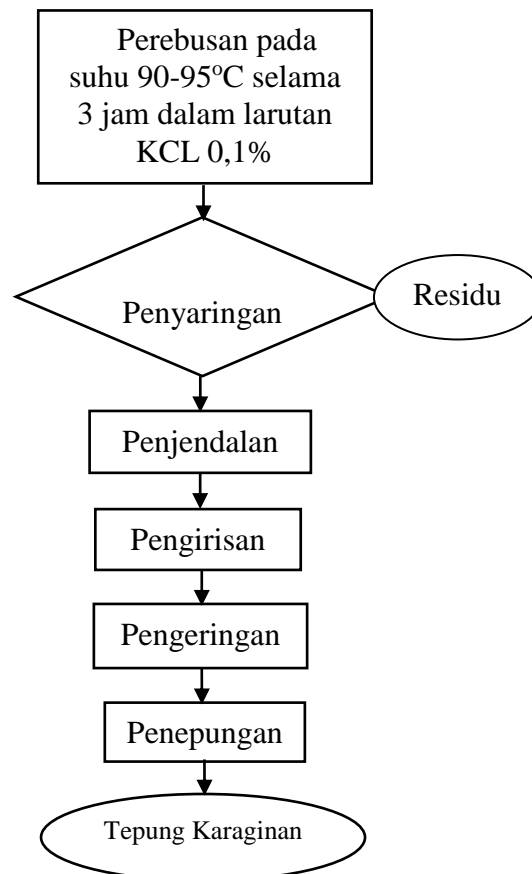 Perebusan pada
suhu 90-95°C selama
3 jam dalam larutan
KCL 0,1%
Penyaringan
Residu
Penjendalan
Pengirisan
Pengeringan
Penepungan
Tepung Karaginan